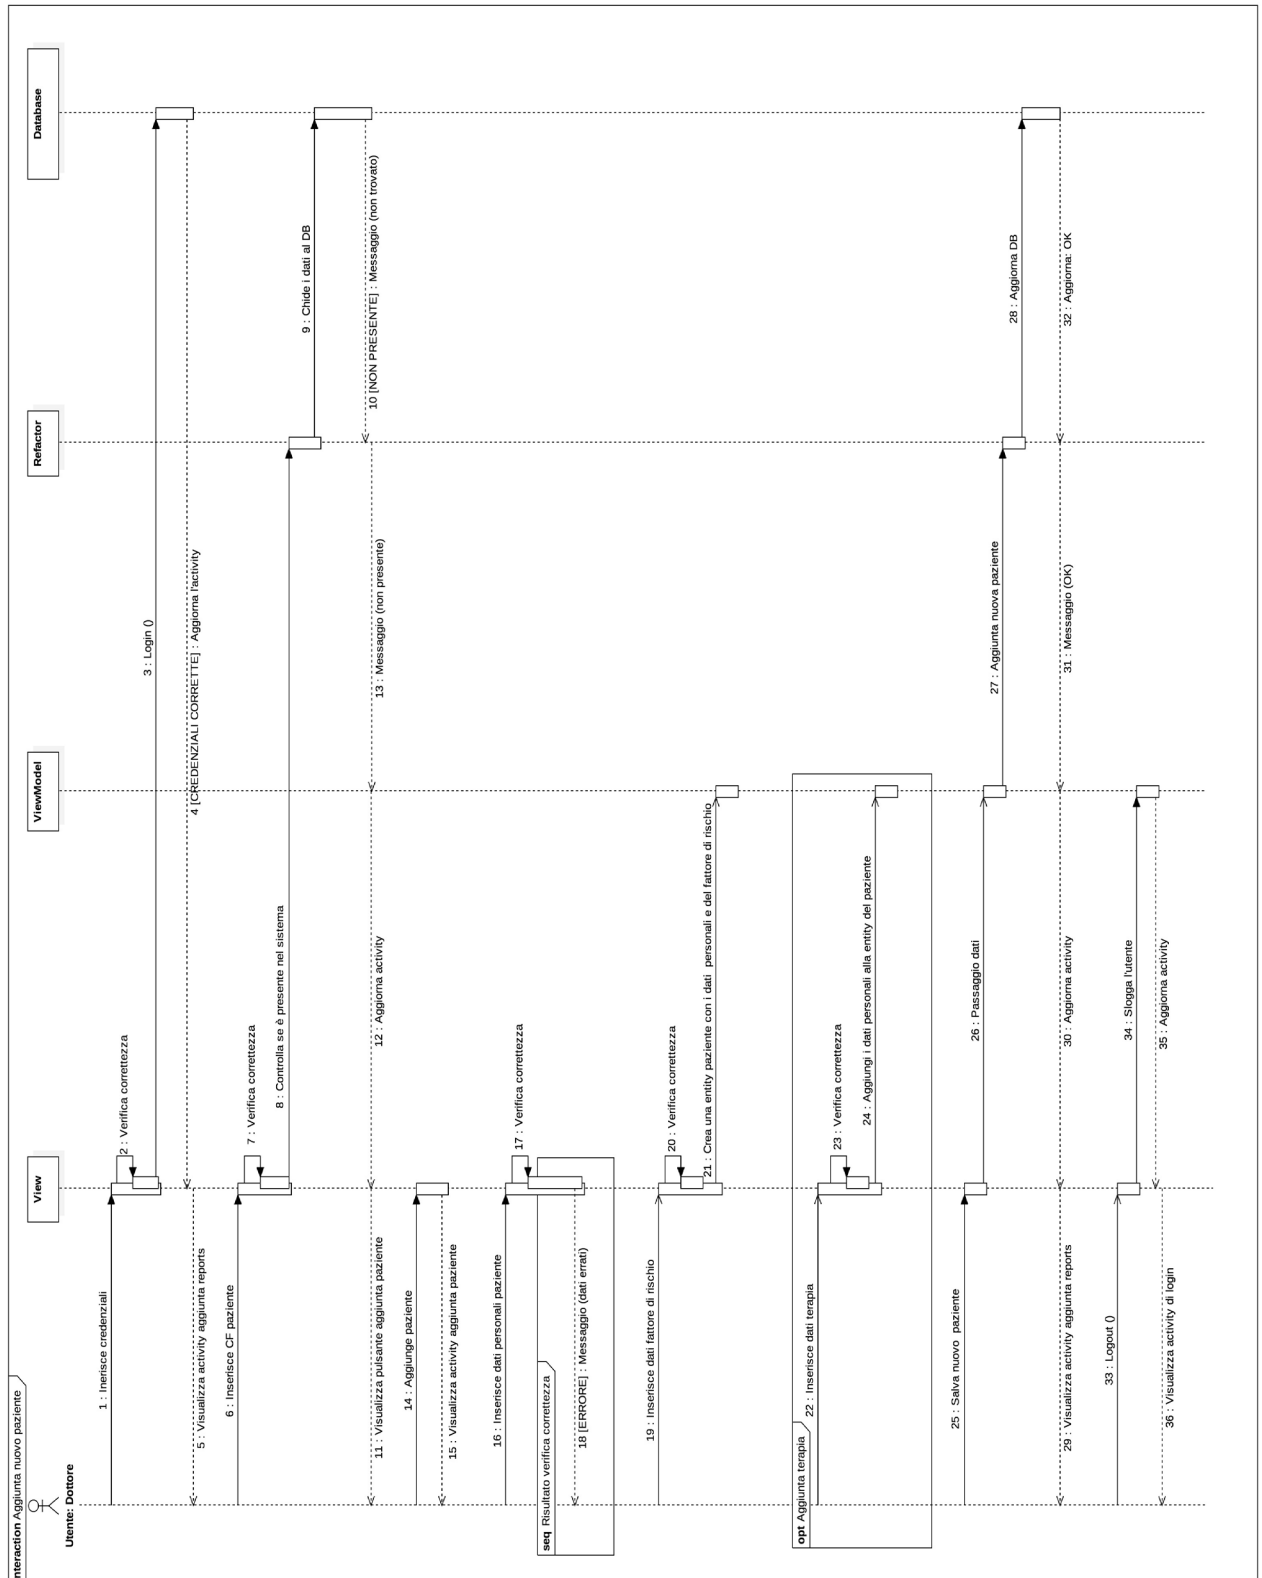 nteraction Aggiunta nuovo paziente
Utente: Dottore
View
ViewModel
Refactor
Database
1 : Inerisce credenziali
2 : Verifica correttezza
3 : Login ()
4 [CREDENZIALI CORRETTE] : Aggiorna l'activity
5 : Visualizza activity aggiunta reports
6 : Inserisce CF paziente
7 : Verifica correttezza
8 : Controlla se è presente nel sistema
9 : Chide i dati al DB
10 [NON PRESENTE] : Messaggio (non trovato)
13 : Messaggio (non presente)
12 : Aggiorna activity
11 : Visualizza pulsante aggiunta paziente
14 : Aggiunge paziente
15 : Visualizza activity aggiunta paziente
16 : Inserisce dati personali paziente
17 : Verifica correttezza
seq Risultato verifica correttezza
18 [ERRORE] : Messaggio (dati errati)
19 : Inserisce dati fattore di rischio
20 : Verifica correttezza
21 : Crea una entity paziente con i dati personali e del fattore di rischio
opt Aggiunta terapia
22 : Inserisce dati terapia
23 : Verifica correttezza
24 : Aggiungi i dati personali alla entity del paziente
25 : Salva nuovo paziente
26 : Passaggio dati
27 : Aggiunta nuova paziente
28 : Aggiorna DB
32 : Aggiorna: OK
31 : Messaggio (OK)
30 : Aggiorna activity
29 : Visualizza activity aggiunta reports
33 : Logout ()
34 : Slogga l'utente
35 : Aggiorna activity
36 : Visualizza activity di login